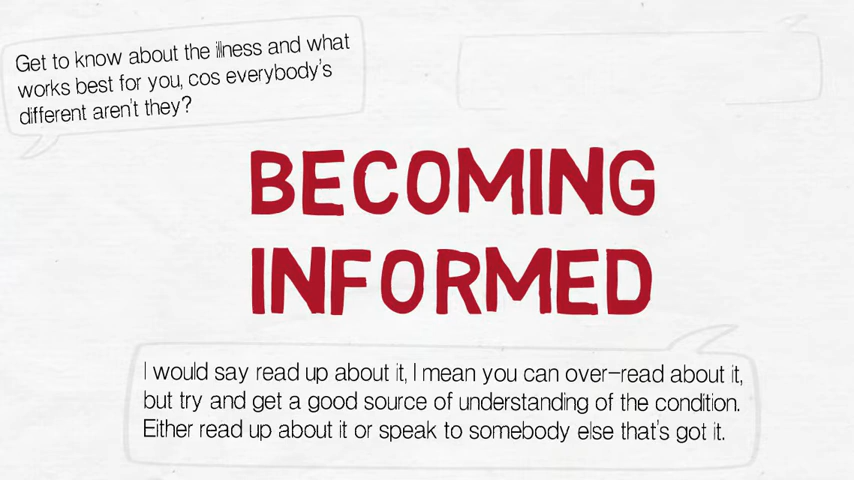 Get to know about the illness and what
works best for you, cos everybody's
different aren't they?
BECOMING
INFORMED
I would say read up about it, I mean you can over-read about it,
but try and get a good source of understanding of the condition.
Either read up about it or speak to somebody else that's got it.